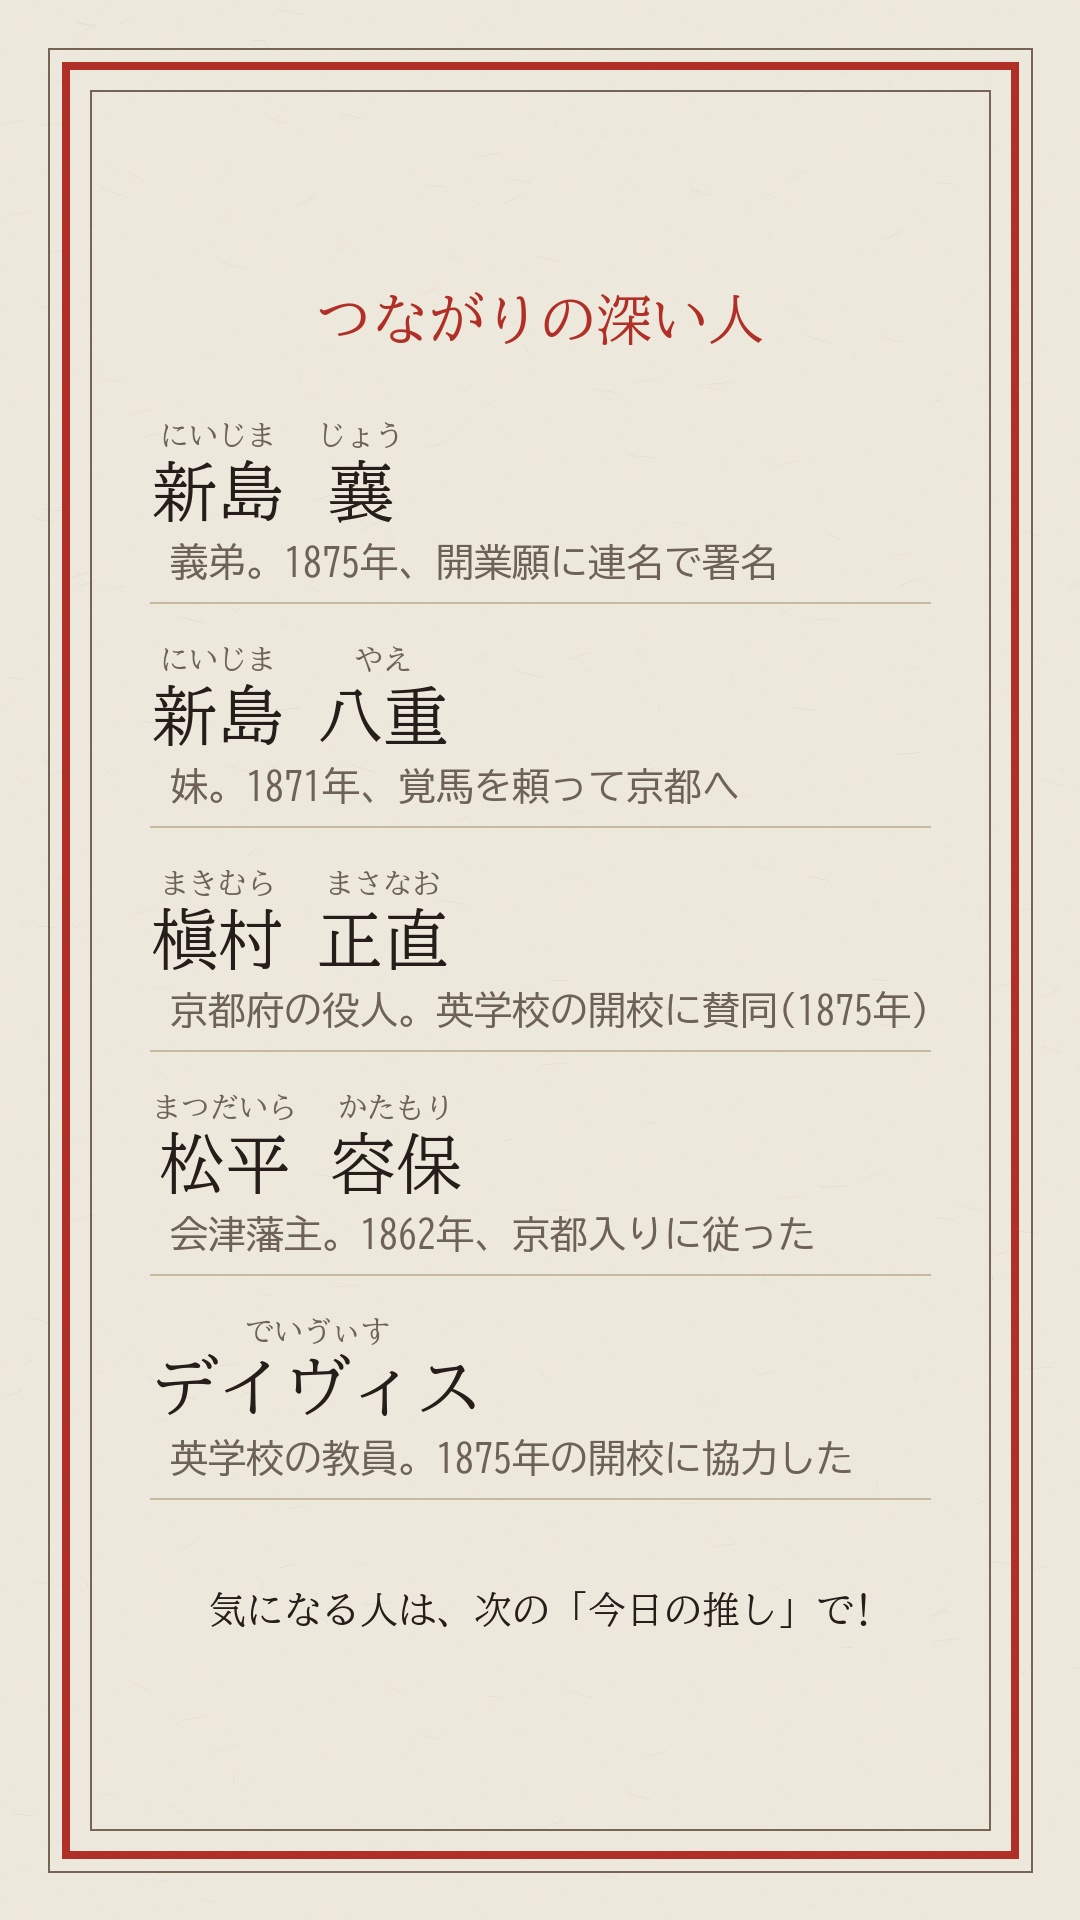 つながりの深い人
にいじま じょう
新島 襄
義弟。1875年、開業願に連名で署名
にいじま やえ
新島 八重
妹。1871年、覚馬を頼って京都へ
まきむら まさなお
槇村 正直
京都府の役人。英学校の開校に賛同(1875年)
まつだいら かたもり
松平 容保
会津藩主。1862年、京都入りに従った
でいゔぃす
デイヴィス
英学校の教員。1875年の開校に協力した
気になる人は、次の「今日の推し」で!